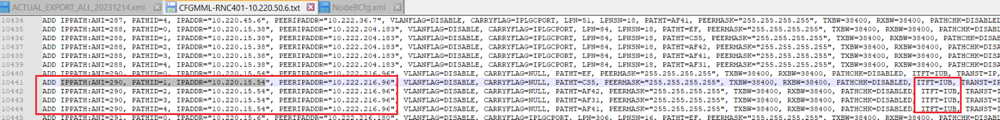 ACTUAL_EXPORT_ALL_20231214.xml CFGMML-RNC401-10.220.50.6.txt NodeBCfg.xml
10434 ADD IPPATH:ANI=287, PATHID=4, IPADDR="10.220.45.6", PEERIPADDR="10.222.36.7", VLANFLAG=DISABLE, CARRYFLAG=IPLGCPORT, LPN=51, LPNSN=18, PATHT=AF41, PEERMASK="255.255.255.255", TXBW=38400, RXBW=38400, PATHCHK=DISABLED
10435 ADD IPPATH:ANI=288, PATHID=0, IPADDR="10.220.15.38", PEERIPADDR="10.222.204.183", VLANFLAG=DISABLE, CARRYFLAG=IPLGCPORT, LPN=84, LPNSN=18, PATHT=EF, PEERMASK="255.255.255.255", TXBW=38400, RXBW=38400, PATHCHK=DISAB
10436 ADD IPPATH:ANI=288, PATHID=1, IPADDR="10.220.15.38", PEERIPADDR="10.222.204.183", VLANFLAG=DISABLE, CARRYFLAG=IPLGCPORT, LPN=84, LPNSN=18, PATHT=CS5, PEERMASK="255.255.255.255", TXBW=38400, RXBW=38400, PATHCHK=DISA
10437 ADD IPPATH:ANI=288, PATHID=2, IPADDR="10.220.15.38", PEERIPADDR="10.222.204.183", VLANFLAG=DISABLE, CARRYFLAG=IPLGCPORT, LPN=84, LPNSN=18, PATHT=AF42, PEERMASK="255.255.255.255", TXBW=38400, RXBW=38400, PATHCHK=DIS
10438 ADD IPPATH:ANI=288, PATHID=3, IPADDR="10.220.15.38", PEERIPADDR="10.222.204.183", VLANFLAG=DISABLE, CARRYFLAG=IPLGCPORT, LPN=84, LPNSN=18, PATHT=AF41, PEERMASK="255.255.255.255", TXBW=38400, RXBW=38400, PATHCHK=DIS
10439 ADD IPPATH:ANI=288, PATHID=4, IPADDR="10.220.15.38", PEERIPADDR="10.222.204.183", VLANFLAG=DISABLE, CARRYFLAG=IPLGCPORT, LPN=84, LPNSN=18, PATHT=AF31, PEERMASK="255.255.255.255", TXBW=38400, RXBW=38400, PATHCHK=DIS
10440 ADD IPPATH:ANI=290, PATHID=0, IPADDR="10.220.15.54", PEERIPADDR="10.222.216.96", VLANFLAG=DISABLE, CARRYFLAG=NULL, PATHT=EF, PEERMASK="255.255.255.255", TXBW=38400, RXBW=38400, PATHCHK=DISABLED, ITFT=IUB, TRANST=IP,
10441 ADD IPPATH:ANI=290, PATHID=1, IPADDR="10.220.15.54", PEERIPADDR="10.222.216.96", VLANFLAG=DISABLE, CARRYFLAG=NULL, PATHT=CS5, PEERMASK="255.255.255.255", TXBW=38400, RXBW=38400, PATHCHK=DISABLED, ITFT=IUB, TRANST=IP
10442 ADD IPPATH:ANI=290, PATHID=2, IPADDR="10.220.15.54", PEERIPADDR="10.222.216.96", VLANFLAG=DISABLE, CARRYFLAG=NULL, PATHT=AF42, PEERMASK="255.255.255.255", TXBW=38400, RXBW=38400, PATHCHK=DISABLED, ITFT=IUB, TRANST=I
10443 ADD IPPATH:ANI=290, PATHID=3, IPADDR="10.220.15.54", PEERIPADDR="10.222.216.96", VLANFLAG=DISABLE, CARRYFLAG=NULL, PATHT=AF31, PEERMASK="255.255.255.255", TXBW=38400, RXBW=38400, PATHCHK=DISABLED, ITFT=IUB, TRANST=I
10444 ADD IPPATH:ANI=290, PATHID=4, IPADDR="10.220.15.54", PEERIPADDR="10.222.216.96", VLANFLAG=DISABLE, CARRYFLAG=NULL, PATHT=AF41, PEERMASK="255.255.255.255", TXBW=38400, RXBW=38400, PATHCHK=DISABLED, ITFT=IUB, TRANST=I
10445 ADD IPPATH:ANI=291, PATHID=0, IPADDR="10.220.15.6", PEERIPADDR="10.222.216.180", VLANFLAG=DISABLE, CARRYFLAG=IPLGCPORT, LPN=306, LPNSN=16, PATHT=EF, PEERMASK="255.255.255.255", TXBW=38400, RXBW=38400, PATHCHK=DISAB